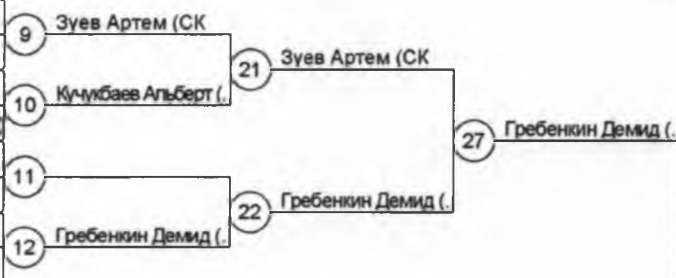 9 Зуев Артем (СК
21 Зуев Артем (СК
10 Кучукбаев Альберт (.
27 Гребенкин Демид (.
11
22 Гребенкин Демид (.
12 Гребенкин Демид (.